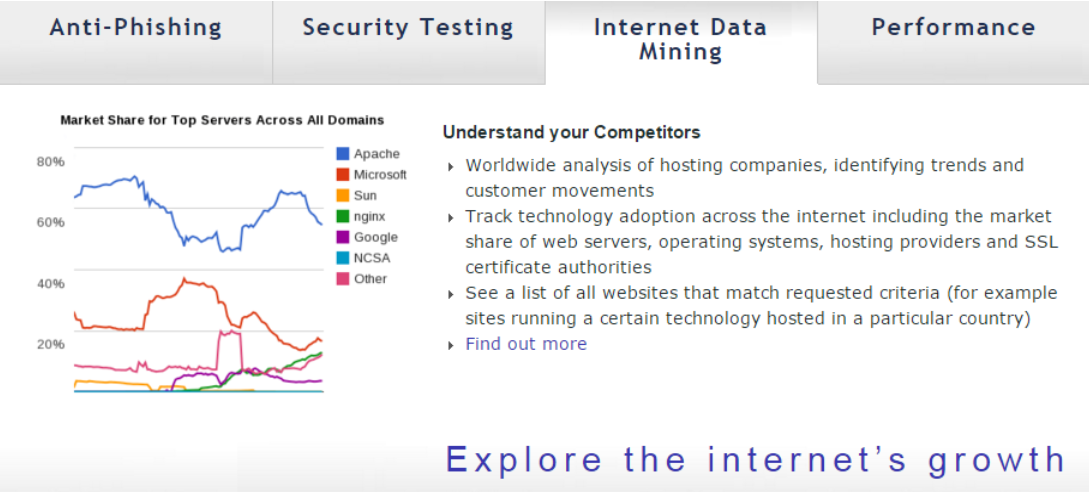 Anti-Phishing
Security Testing
Internet Data
Mining
Performance
Market Share for Top Servers Across All Domains
80%
60%
40%
20%
Apache
Microsoft
Sun
nginx
Google
NCSA
Other
Understand your Competitors
Worldwide analysis of hosting companies, identifying trends and
customer movements
Track technology adoption across the internet including the market
share of web servers, operating systems, hosting providers and SSL
certificate authorities
See a list of all websites that match requested criteria (for example
sites running a certain technology hosted in a particular country)
Find out more
Explore the internet's growth